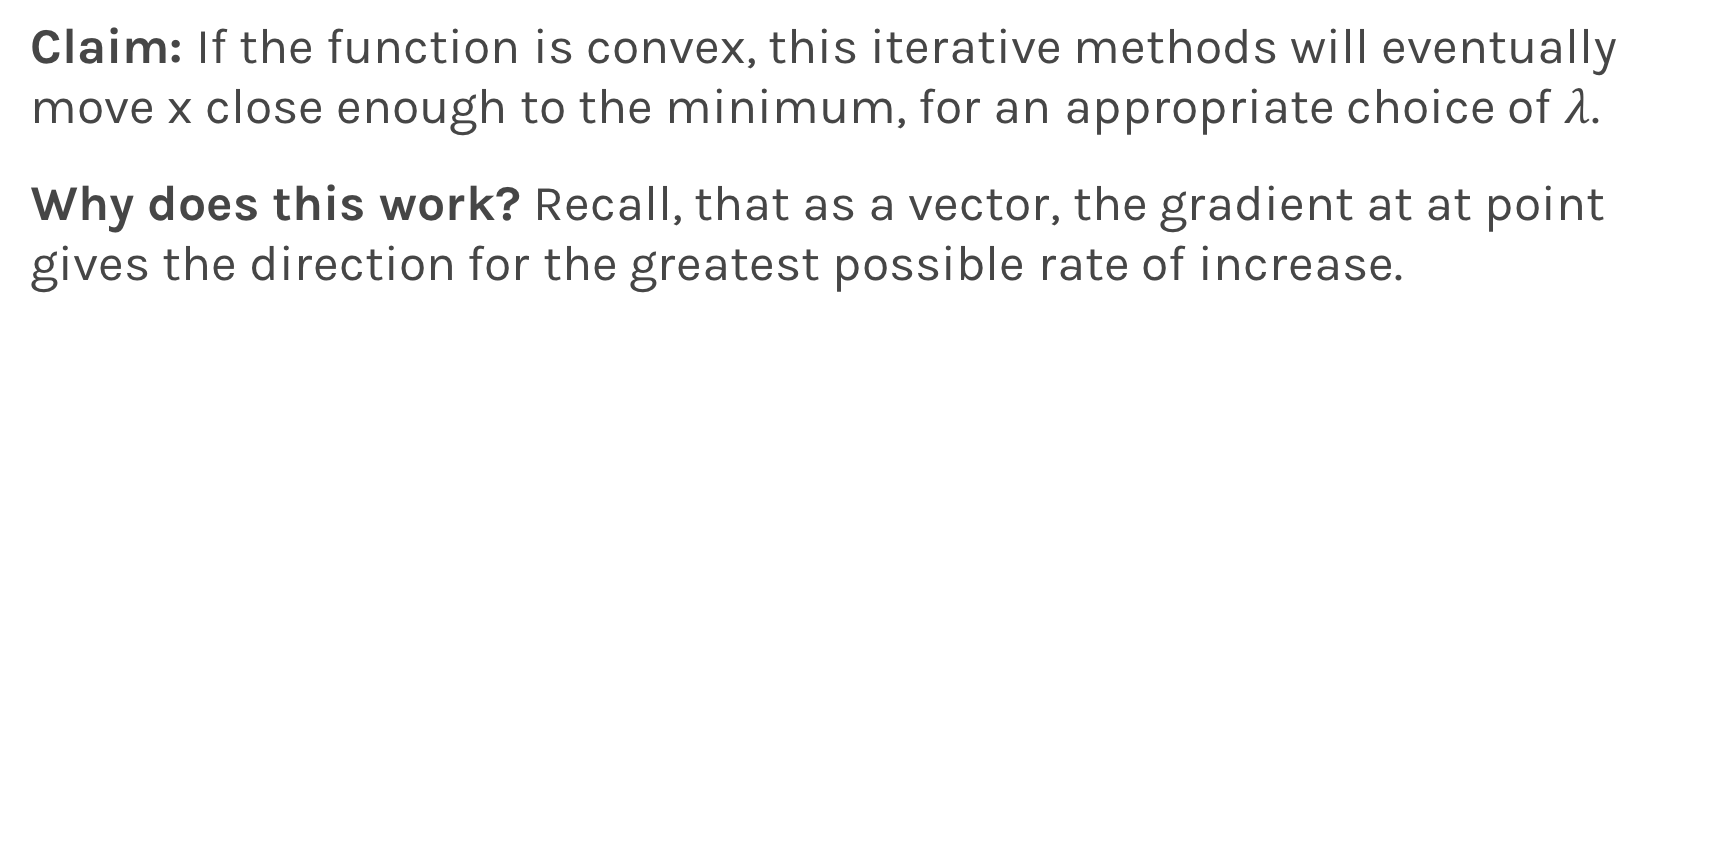 Claim: If the function is convex, this iterative methods will eventually
move x close enough to the minimum, for an appropriate choice of λ.
Why does this work? Recall, that as a vector, the gradient at at point
gives the direction for the greatest possible rate of increase.